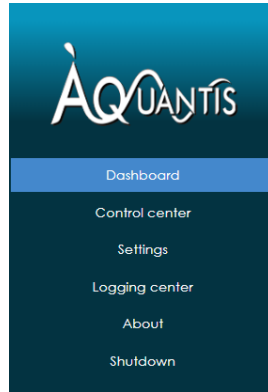 AQUANTIS
Dashboard
Control center
Settings
Logging center
About
Shutdown